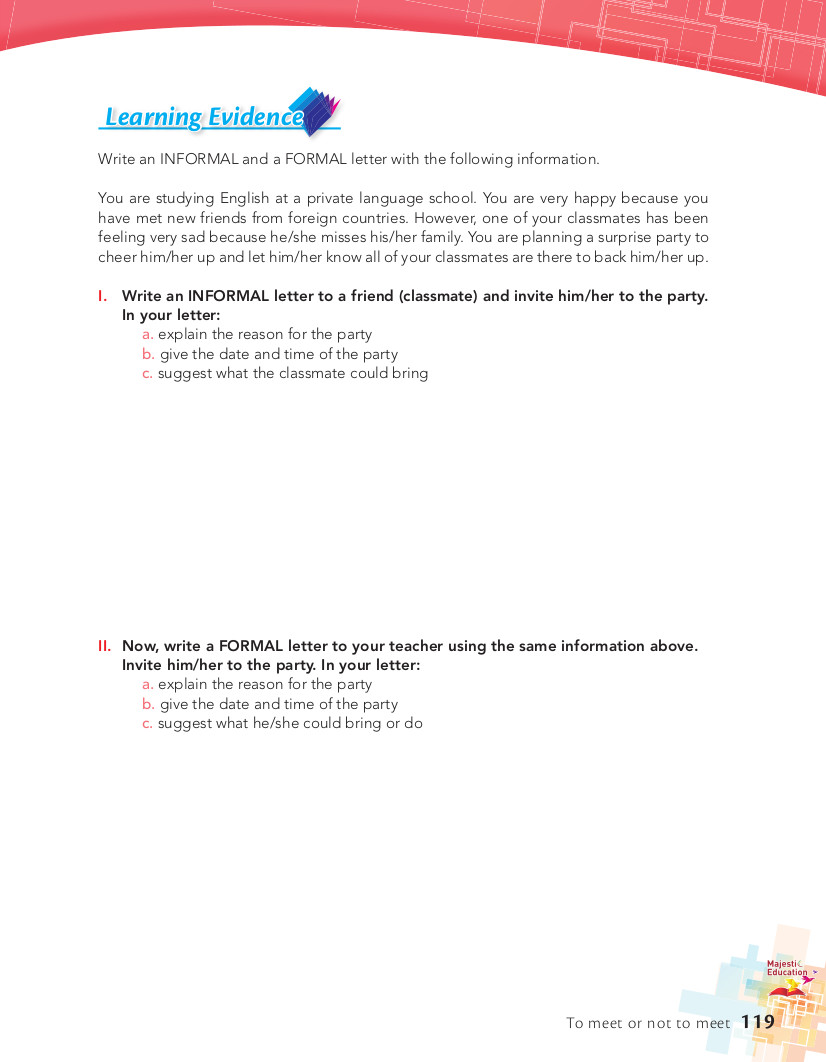 Learning Evidence
Write an INFORMAL and a FORMAL letter with the following information.
You are studying English at a private language school. You are very happy because you
have met new friends from foreign countries. However, one of your classmates has been
feeling very sad because he/she misses his/her family. You are planning a surprise party to
cheer him/her up and let him/her know all of your classmates are there to back him/her up.
I. Write an INFORMAL letter to a friend (classmate) and invite him/her to the party.
In your letter:
a. explain the reason for the party
b. give the date and time of the party
c. suggest what the classmate could bring
II. Now, write a FORMAL letter to your teacher using the same information above.
Invite him/her to the party. In your letter:
a. explain the reason for the party
b. give the date and time of the party
c. suggest what he/she could bring or do
Majestic
Education
To meet or not to meet 119